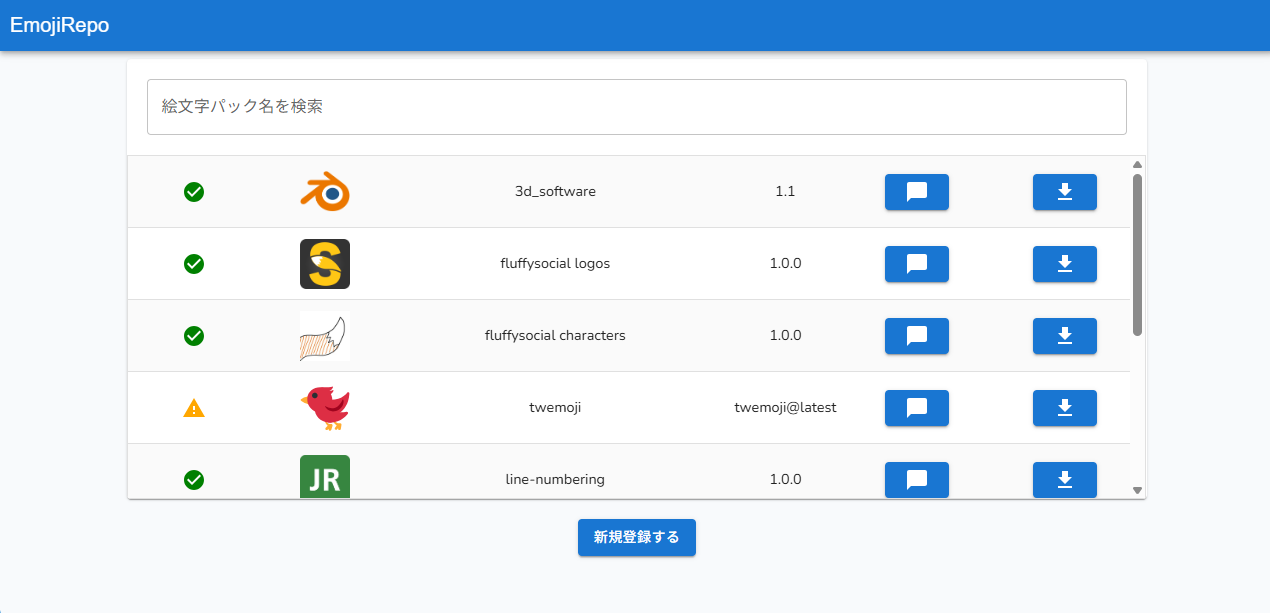 EmojiRepo
絵文字パック名を検索
3d_software 1.1
S
fluffysocial logos 1.0.0
fluffysocial characters 1.0.0
twemoji twemoji@latest
JR
line-numbering 1.0.0
新規登録する